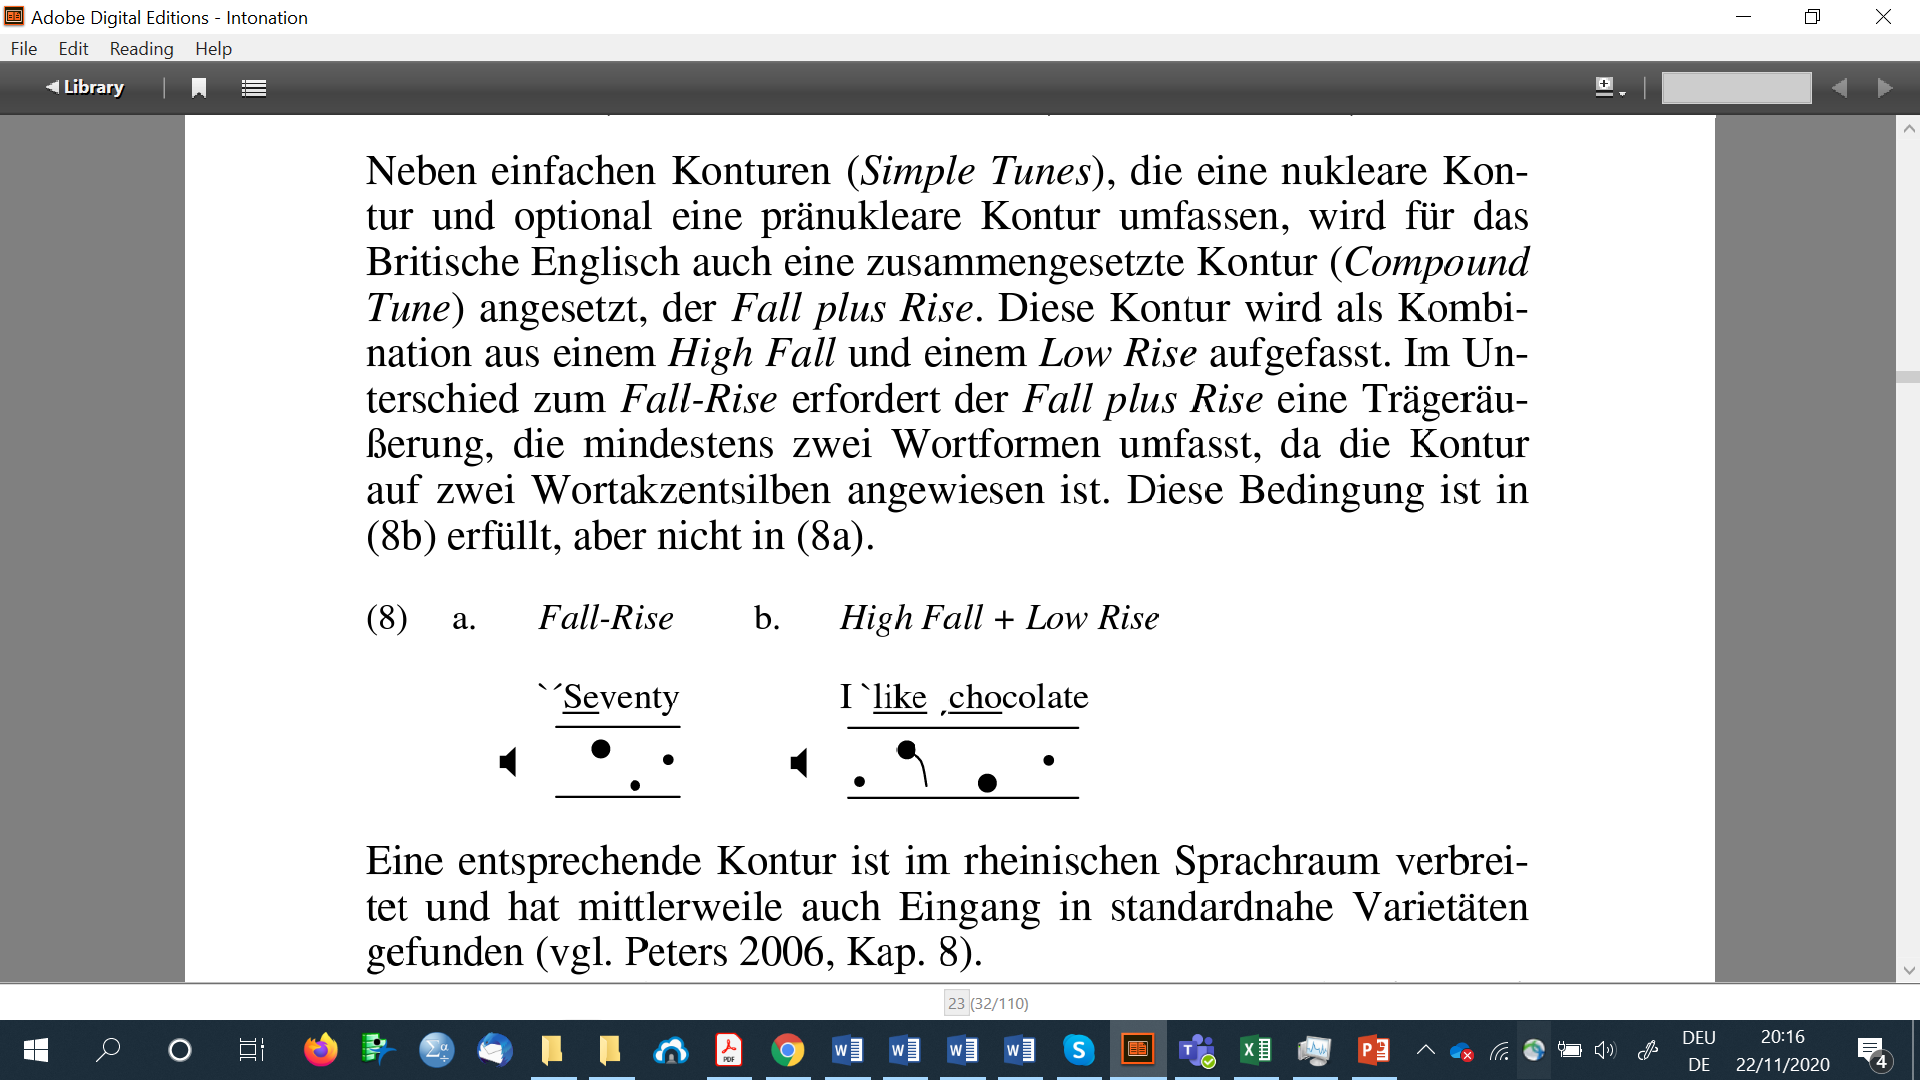 Adobe Digital Editions - Intonation
File Edit Reading Help
Library
Neben einfachen Konturen (Simple Tunes), die eine nukleare Kon-
tur und optional eine pränukleare Kontur umfassen, wird für das
Britische Englisch auch eine zusammengesetzte Kontur (Compound
Tune) angesetzt, der Fall plus Rise. Diese Kontur wird als Kombi-
nation aus einem High Fall und einem Low Rise aufgefasst. Im Un-
terschied zum Fall-Rise erfordert der Fall plus Rise eine Trägeräu-
ßerung, die mindestens zwei Wortformen umfasst, da die Kontur
auf zwei Wortakzentsilben angewiesen ist. Diese Bedingung ist in
(8b) erfüllt, aber nicht in (8a).
(8) a. Fall-Rise b. High Fall + Low Rise
`´Seventy I `like ˏchocolate
Eine entsprechende Kontur ist im rheinischen Sprachraum verbrei-
tet und hat mittlerweile auch Eingang in standardnahe Varietäten
gefunden (vgl. Peters 2006, Kap. 8).
23 (32/110)
DEU 20:16
DE 22/11/2020 4